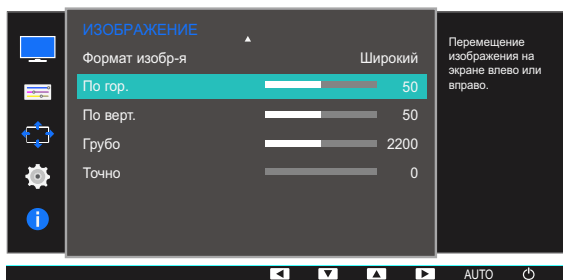 ИЗОБРАЖЕНИЕ
Формат изобр-я Широкий
По гор. 50
По верт. 50
Грубо 2200
Точно 0
Перемещение
изображения на
экране влево или
вправо.
AUTO